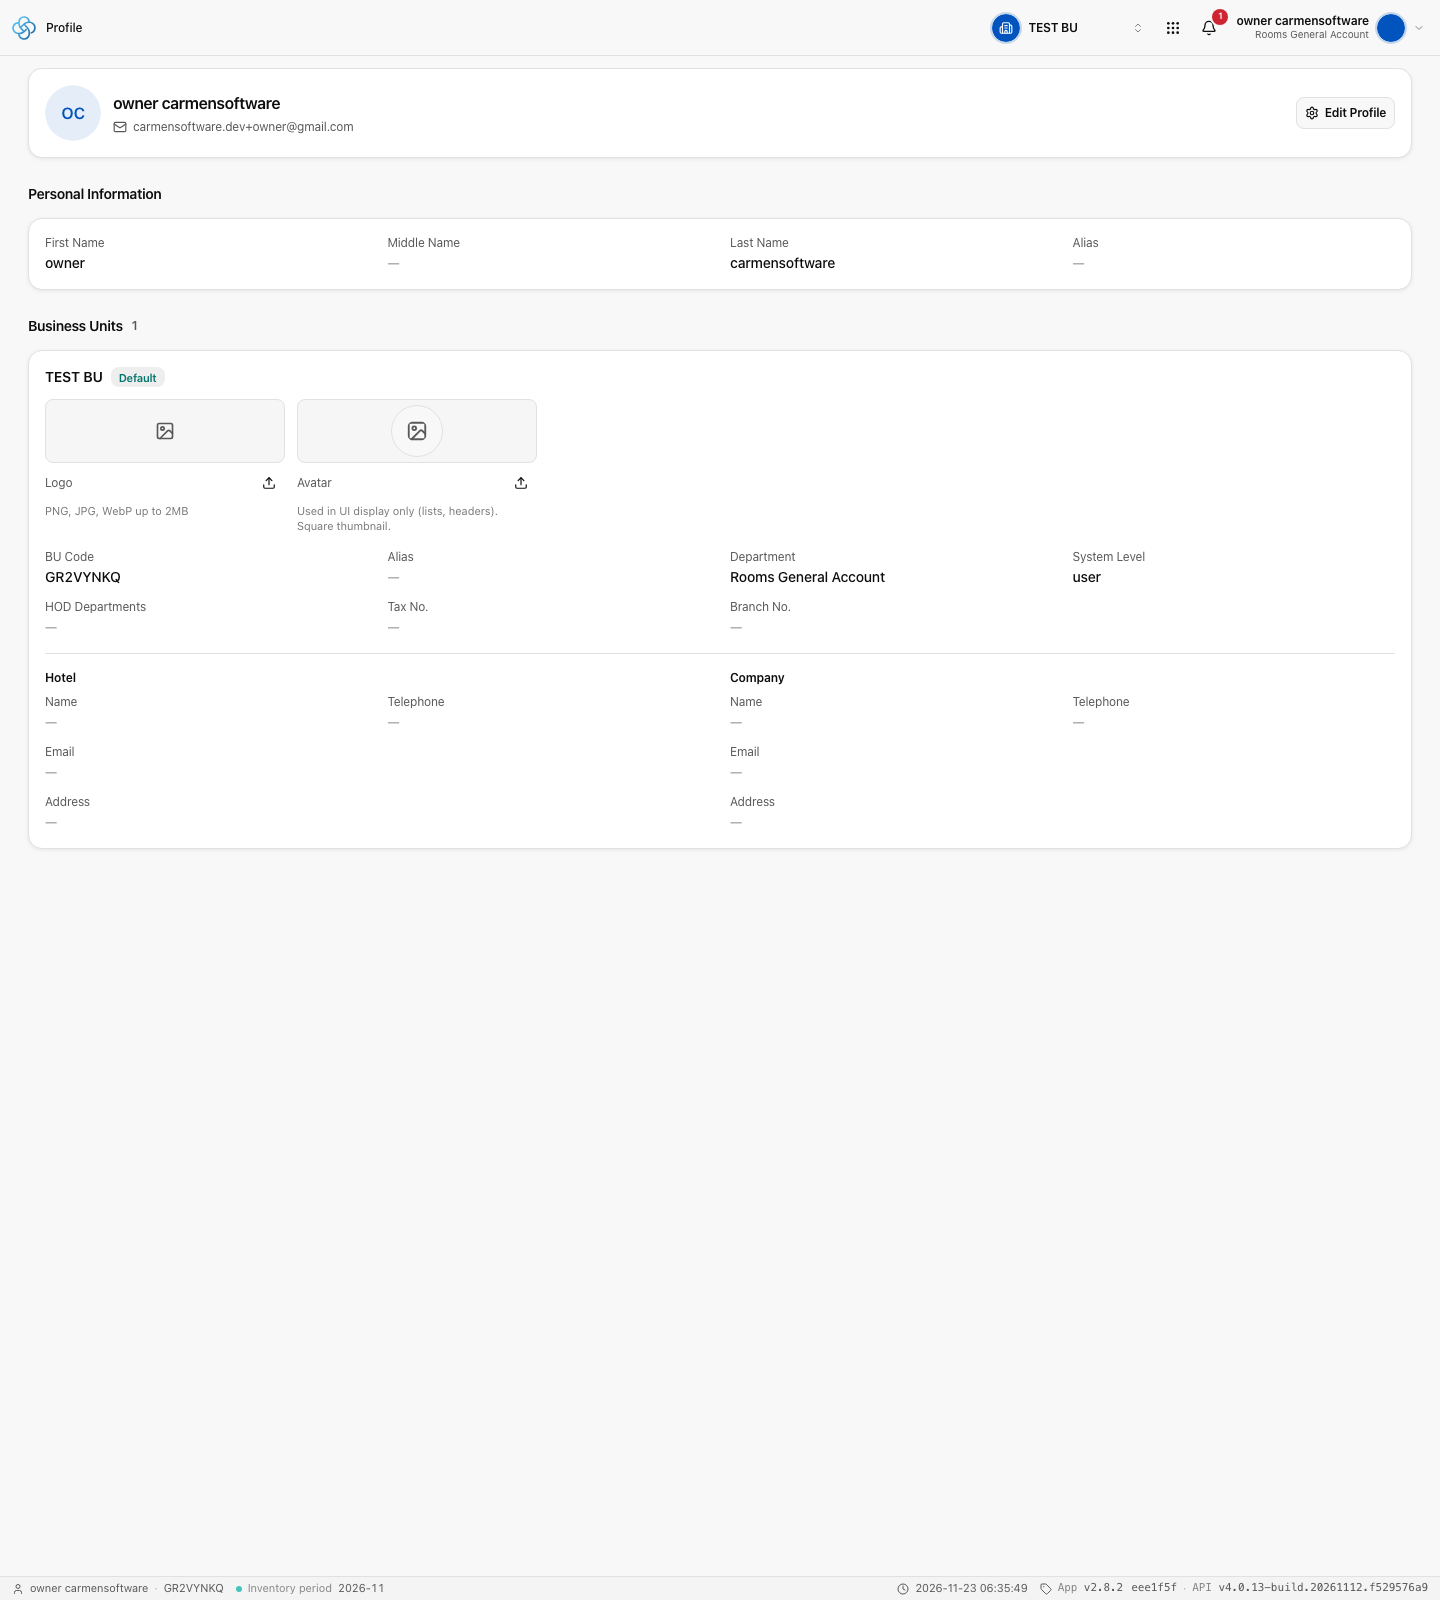 Profile
TEST BU
1
owner carmensoftware
Rooms General Account
OC
owner carmensoftware
carmensoftware.dev+owner@gmail.com
Edit Profile
Personal Information
First Name Middle Name Last Name Alias
owner — carmensoftware —
Business Units 1
TEST BU Default
Logo Avatar
PNG, JPG, WebP up to 2MB
Used in UI display only (lists, headers).
Square thumbnail.
BU Code Alias Department System Level
GR2VYNKQ — Rooms General Account user
HOD Departments Tax No. Branch No.
— — —
Hotel Company
Name Telephone Name Telephone
— — — —
Email Email
— —
Address Address
— —
owner carmensoftware · GR2VYNKQ Inventory period 2026-11 2026-11-23 06:35:49 App v2.8.2 eee1f5f · API v4.0.13-build.20261112.f529576a9